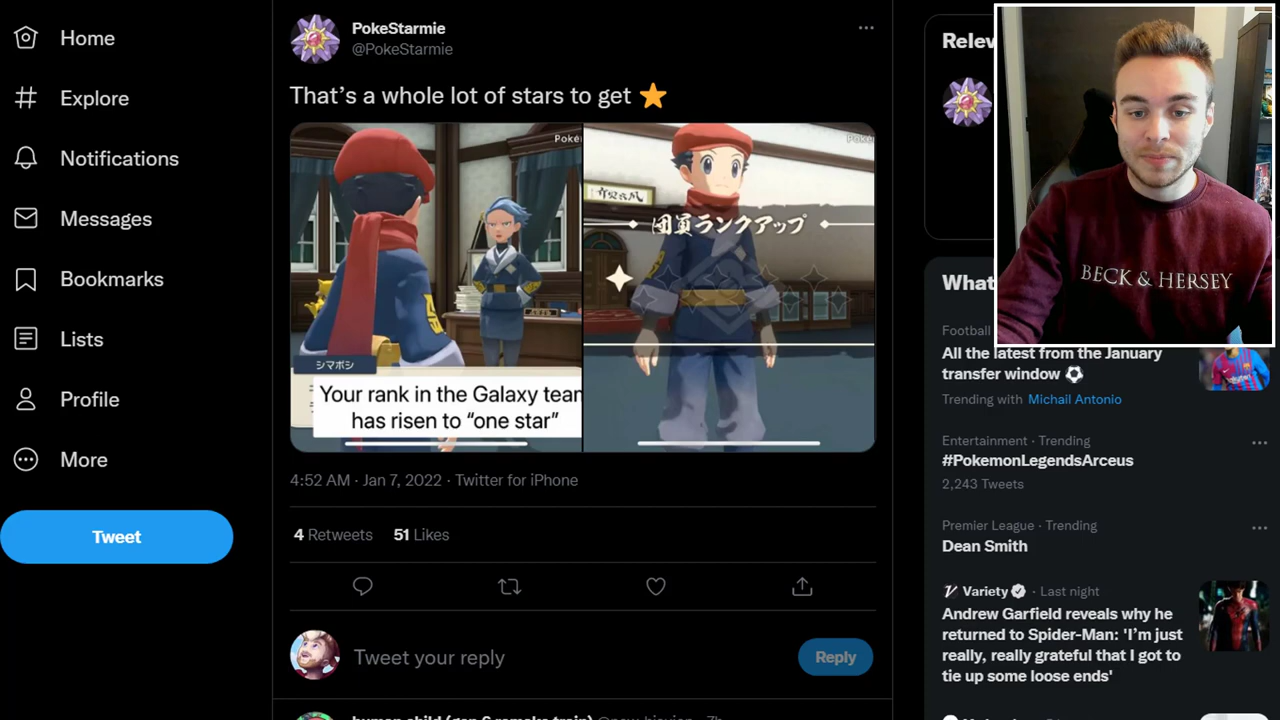 Home
Explore
Notifications
Messages
Bookmarks
Lists
Profile
More
Tweet
PokeStarmie
@PokeStarmie
That's a whole lot of stars to get
Poké
シマボシ
Your rank in the Galaxy team
has risen to “one star”
団員ランクアップ
4:52 AM · Jan 7, 2022 · Twitter for iPhone
4 Retweets 51 Likes
Tweet your reply
Reply
Relev
BECK & HERSEY
What
Football
All the latest from the January
transfer window
Trending with Michail Antonio
Entertainment · Trending
#PokemonLegendsArceus
2,243 Tweets
Premier League · Trending
Dean Smith
Variety · Last night
Andrew Garfield reveals why he
returned to Spider-Man: 'I'm just
really, really grateful that I got to
tie up some loose ends'